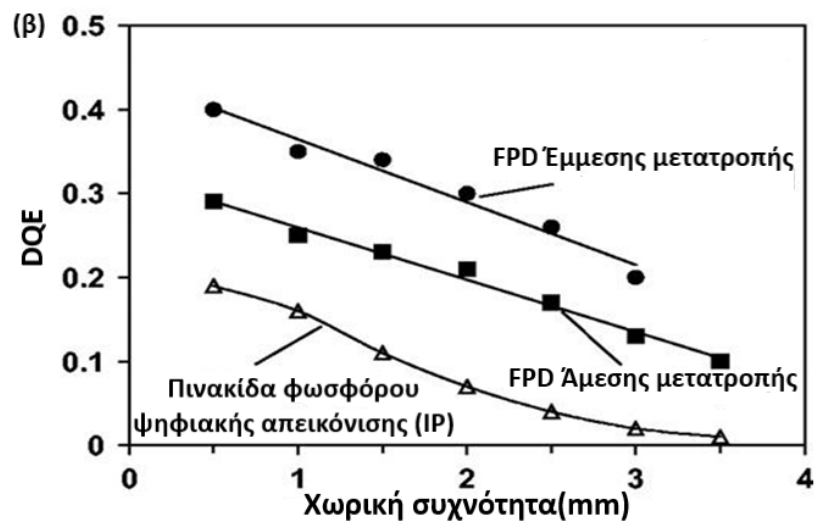 (β)
0.5
0.4
0.3
0.2
0.1
0
DQE
FPD Έμμεσης μετατροπής
FPD Άμεσης μετατροπής
Πινακίδα φωσφόρου
ψηφιακής απεικόνισης (IP)
0 1 2 3 4
Χωρική συχνότητα(mm)